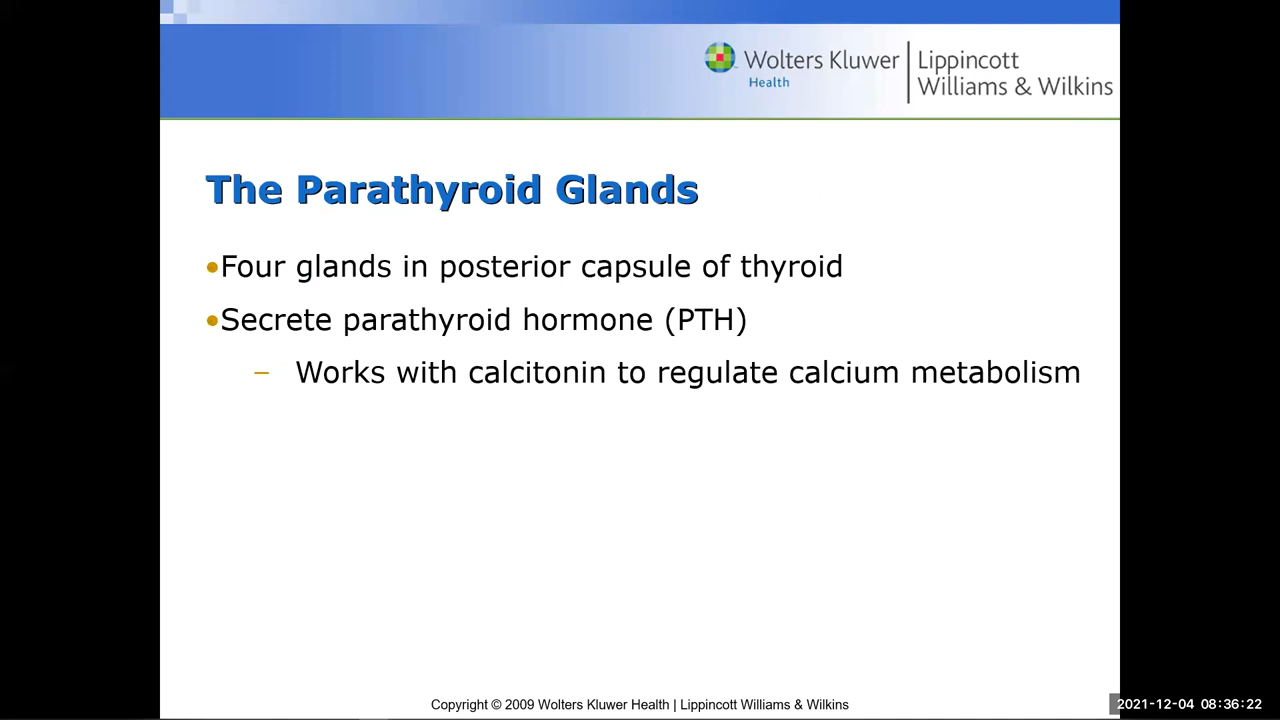 Wolters Kluwer
Health
Lippincott
Williams & Wilkins
The Parathyroid Glands
•Four glands in posterior capsule of thyroid
•Secrete parathyroid hormone (PTH)
– Works with calcitonin to regulate calcium metabolism
Copyright © 2009 Wolters Kluwer Health | Lippincott Williams & Wilkins
2021-12-04 08:36:22